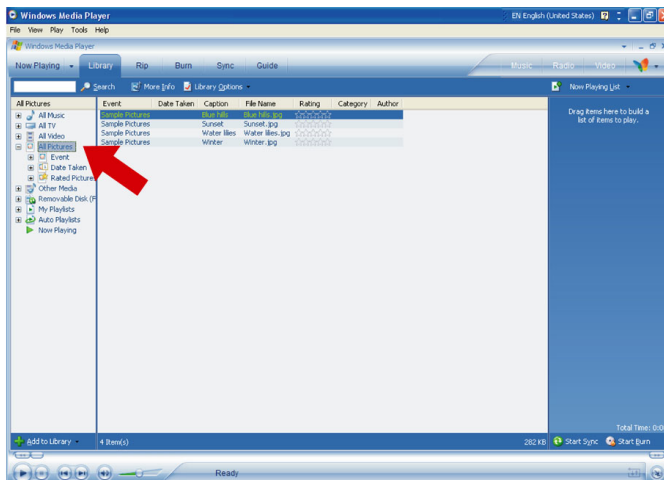 Windows Media Player
EN English (United States)
File View Play Tools Help
Windows Media Player
Now Playing Library Rip Burn Sync Guide Music Radio Video
Search More Info Library Options Now Playing List
All Pictures Event Date Taken Caption File Name Rating Category Author
All Music Sample Pictures Blue hills Blue hills.jpg
All TV Sample Pictures Sunset Sunset.jpg
All Video Sample Pictures Water lilies Water lilies.jpg
All Pictures Sample Pictures Winter Winter.jpg
Event
Date Taken
Rated Pictures
Other Media
Removable Disk (F
My Playlists
Auto Playlists
Now Playing
Drag items here to build a
list of items to play.
Total Time: 0:0
Add to Library 4 Item(s) 282 KB Start Sync Start Burn
Ready